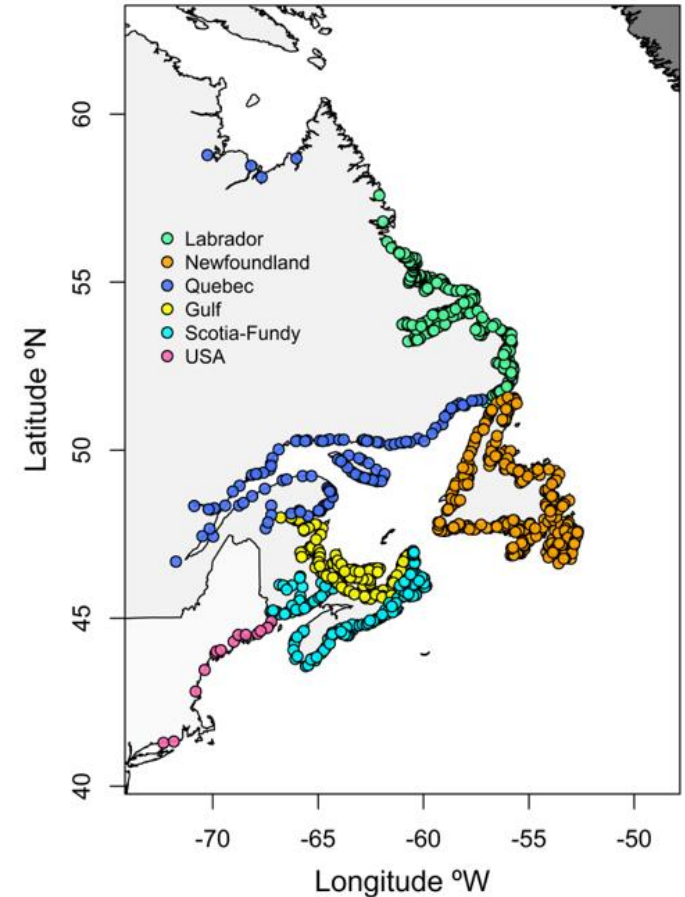 60
55
50
45
40
Latitude ºN
Labrador
Newfoundland
Quebec
Gulf
Scotia-Fundy
USA
-70
-65
-60
-55
-50
Longitude ºW